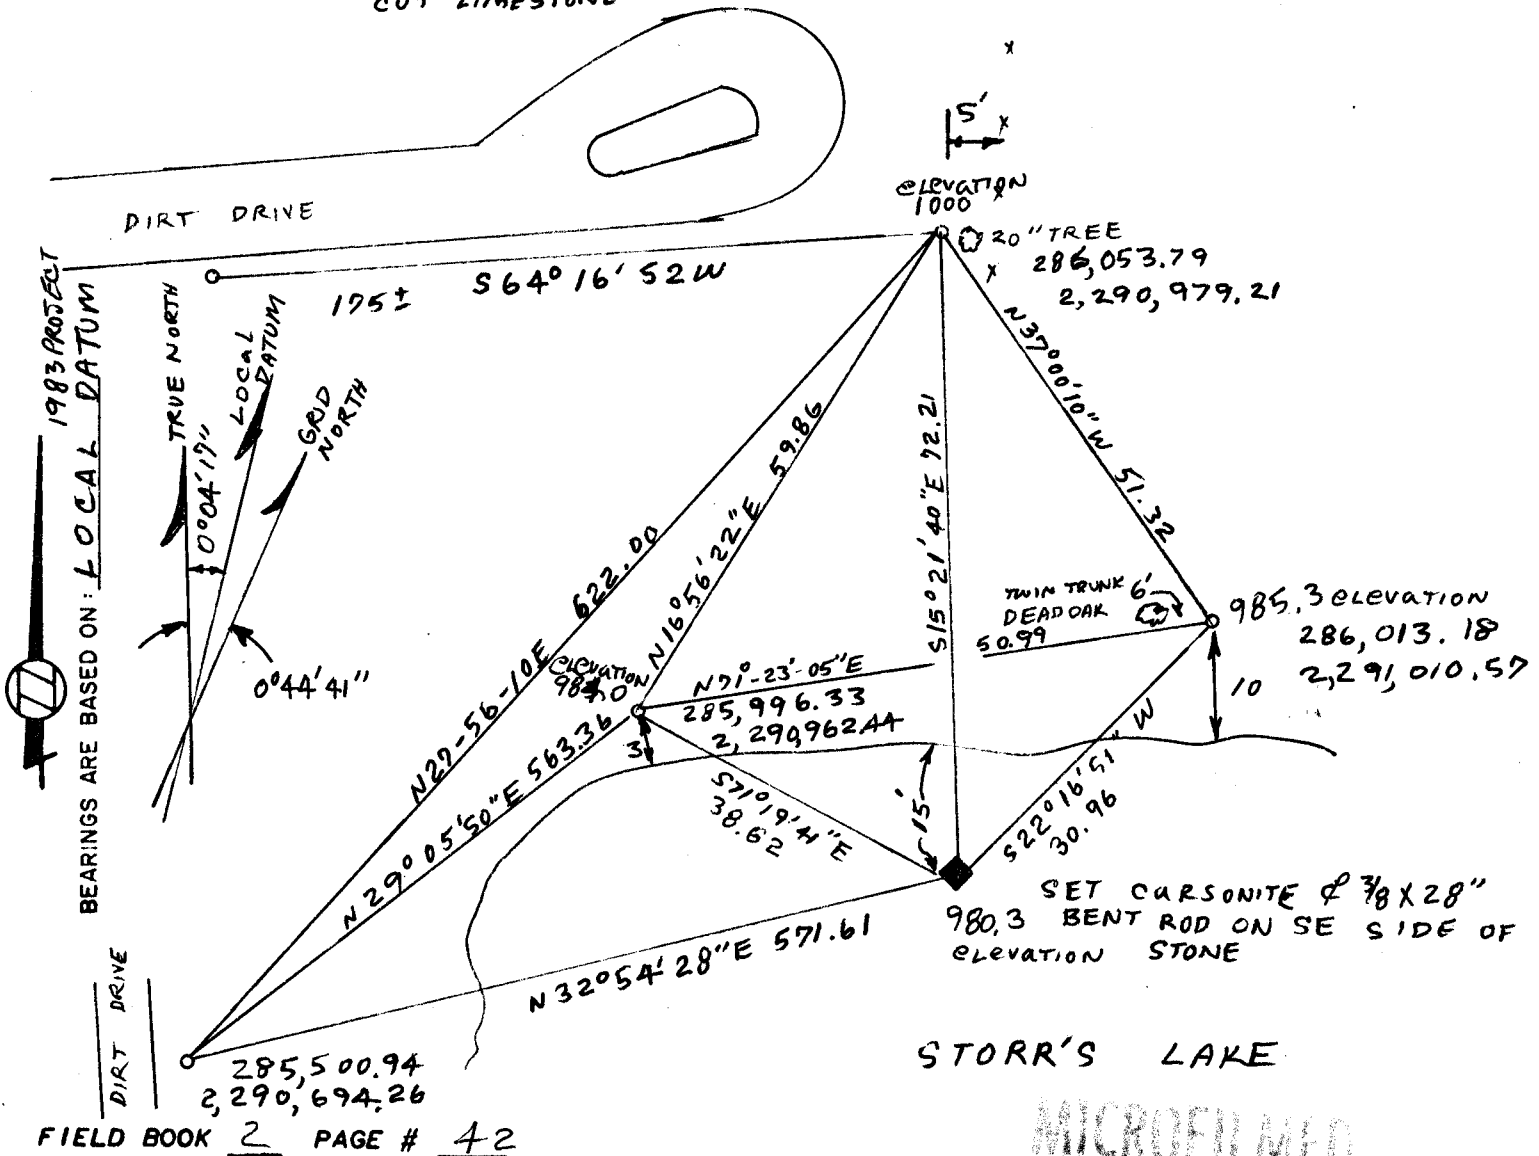 CUT LIMESTONE
5'
elevation
1000
DIRT DRIVE
20" TREE
286,053.79
2,290,979.21
S64° 16' 52 W
175±
1983 PROJECT
BEARINGS ARE BASED ON: LOCAL DATUM
TRUE NORTH
LOCAL
DATUM
GRID
NORTH
0°04'17"
0°44'41"
N37°00'10" W 51.32
S15°21'40"E 72.21
N16°56'22"E 59.86
N27-56-10E 622.00
N29°05'50"E 563.36
TWIN TRUNK 6'
DEAD OAK
50.99
985.3 elevation
286,013.18
2,291,010.57
10
elevation
N71°-23'-05"E
285,996.33
2,290,962.44
3
S71°19'41"E
38.62
15'
S22°16'51" W
30.96
SET CARSONITE & 3/8 X 28"
980.3 BENT ROD ON SE SIDE OF
elevation STONE
N32°54'28"E 571.61
DIRT DRIVE
285,500.94
2,290,694.26
STORR'S LAKE
FIELD BOOK 2 PAGE # 42
MICROFILMED